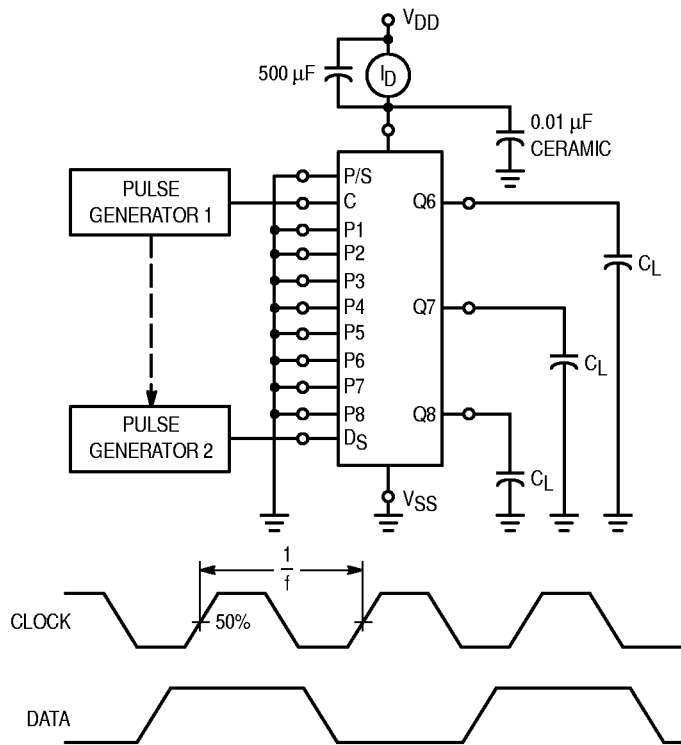 V_DD
500 µF
I_D
0.01 µF
CERAMIC
PULSE
GENERATOR 1
P/S
C
P1
P2
P3
P4
P5
P6
P7
P8
D_S
Q6
Q7
Q8
C_L
C_L
C_L
PULSE
GENERATOR 2
V_SS
1
f
CLOCK
50%
DATA